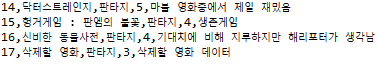 14,닥터스트레인지,판타지,5,마블 영화중에서 제일 재밌음
15,헝거게임 : 판엠의 불꽃,판타지,4,생존게임
16,신비한 동물사전,판타지,4,기대치에 비해 지루하지만 해리포터가 생각남
17,삭제할 영화,판타지,3,삭제할 영화 데이터